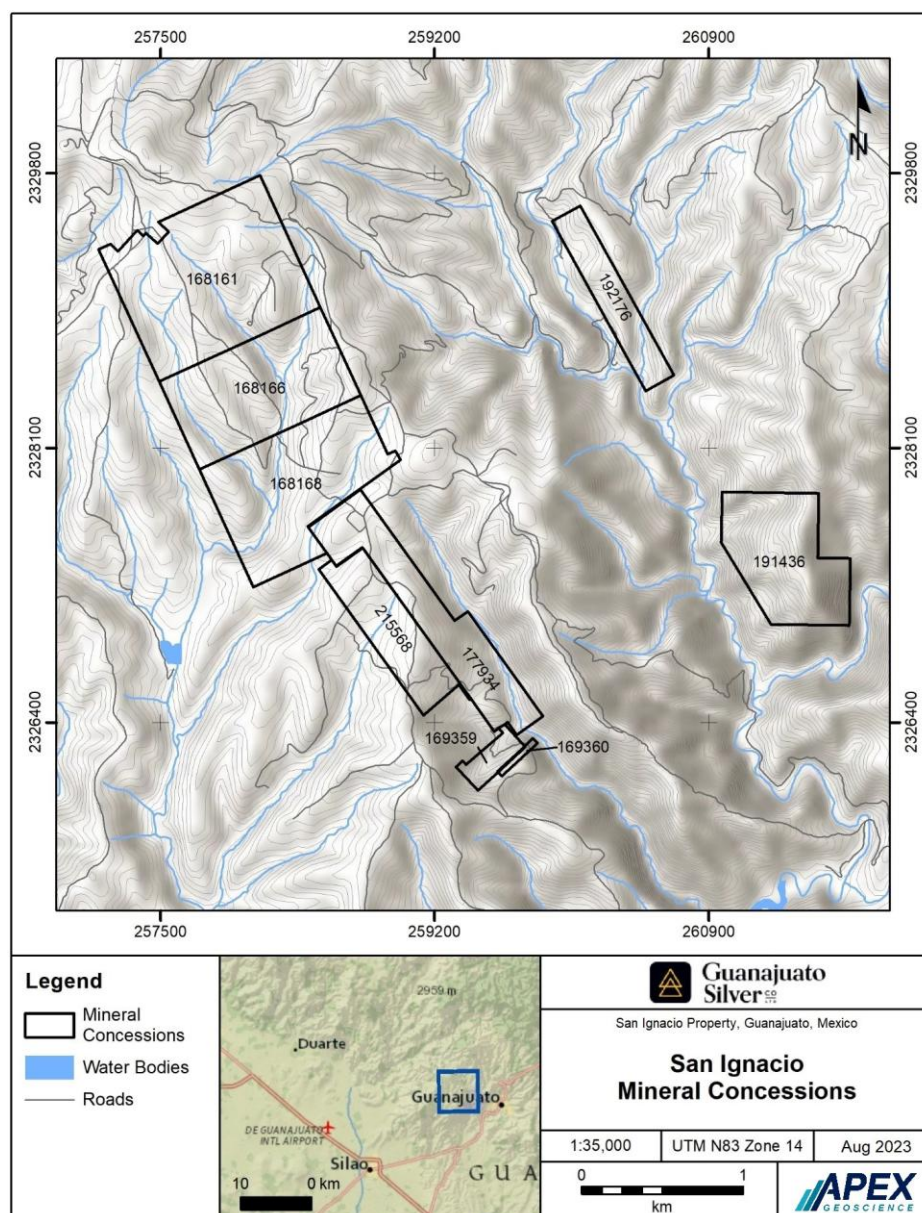 257500
259200
260900
N
2329800
2329800
168161
192176
168166
2328100
2328100
168168
191436
215568
177934
2326400
2326400
169359
169360
257500
259200
260900
Legend
Mineral
Concessions
Water Bodies
Roads
2959 m
Duarte
Guanajuato
DE GUANAJUATO
INTL AIRPORT
Silao
G U A
10 0 km
Guanajuato
Silver CO
LTD
San Ignacio Property, Guanajuato, Mexico
San Ignacio
Mineral Concessions
1:35,000 UTM N83 Zone 14 Aug 2023
0 1
km
APEX
GEOSCIENCE